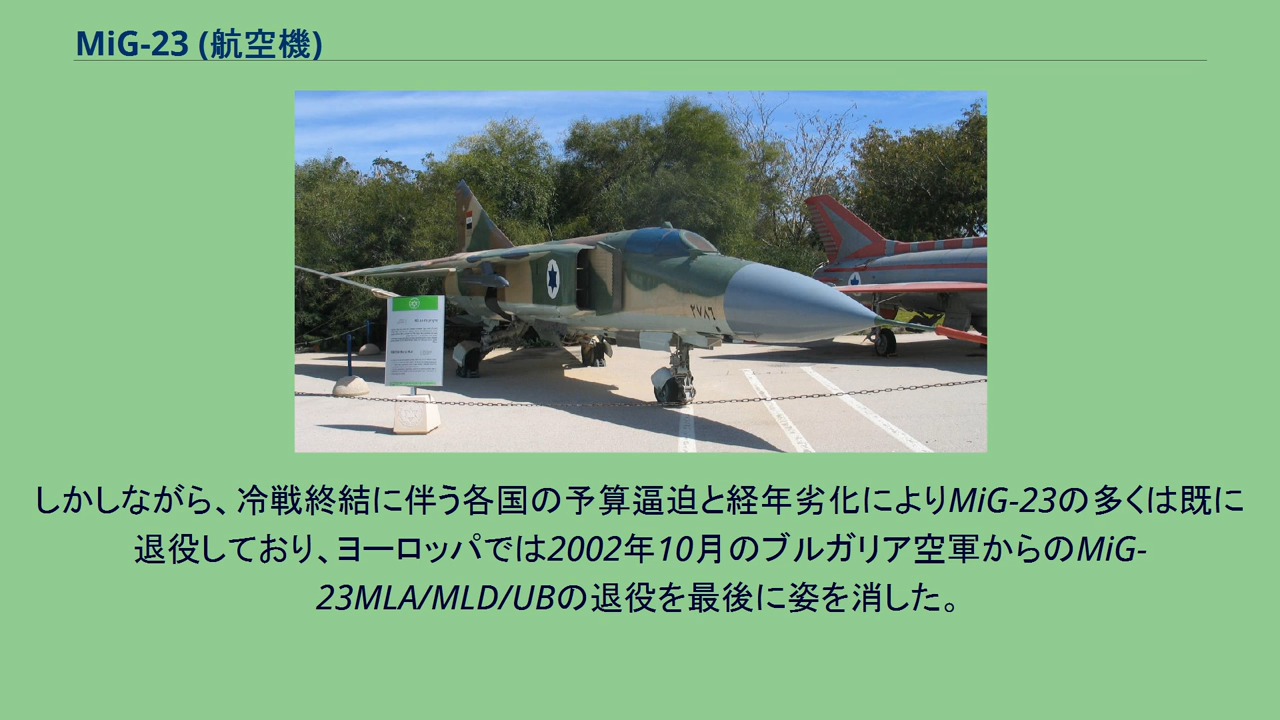 MiG-23 (航空機)
٢٧٨٦
しかしながら、冷戦終結に伴う各国の予算逼迫と経年劣化によりMiG-23の多くは既に
退役しており、ヨーロッパでは2002年10月のブルガリア空軍からのMiG-
23MLA/MLD/UBの退役を最後に姿を消した。